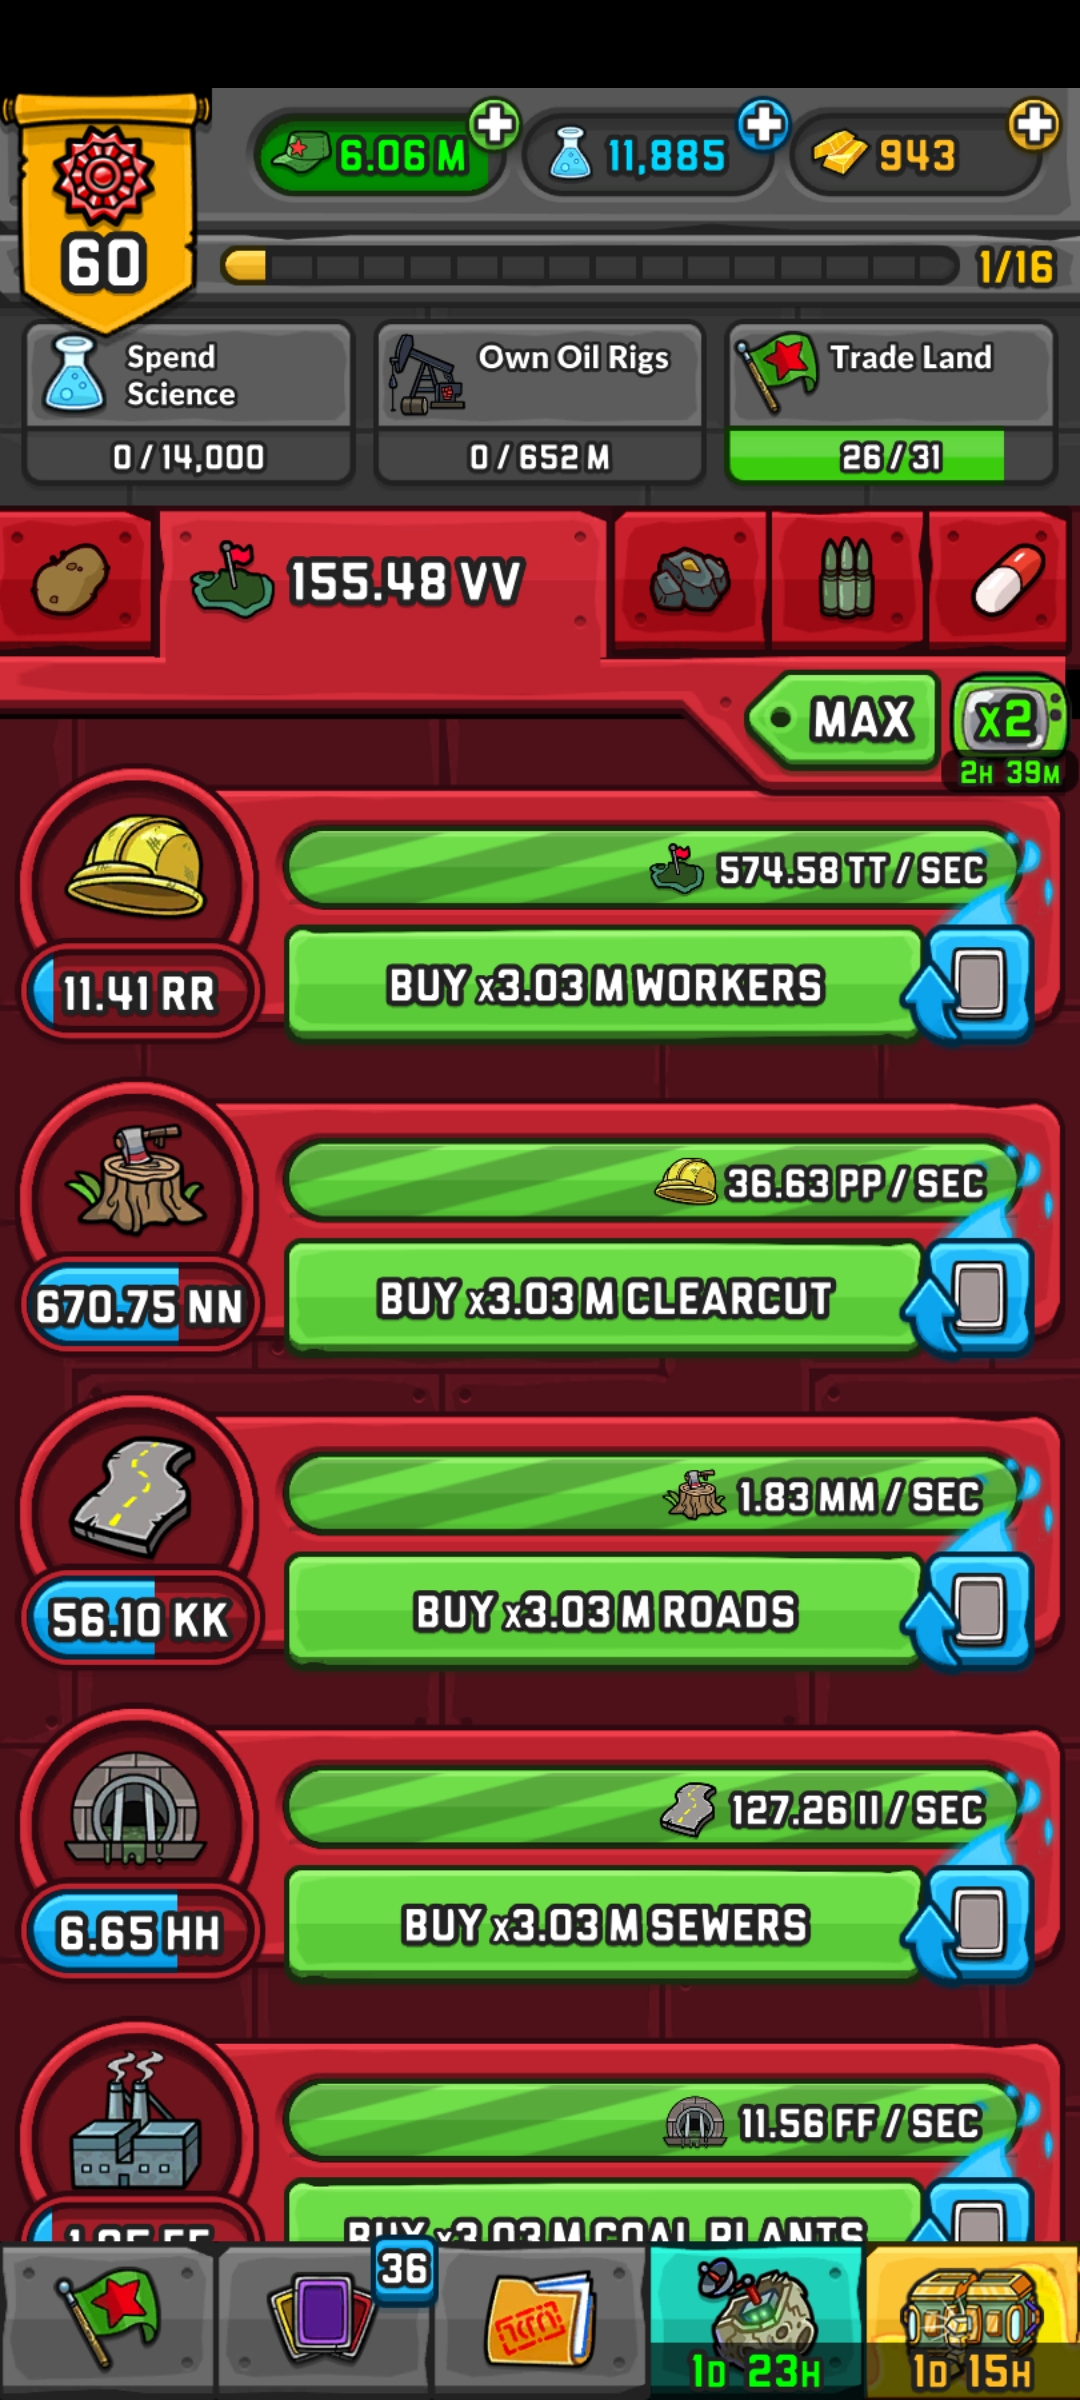 6.06 M
11,885
943
60
1/16
Spend
Science
0/14,000
Own Oil Rigs
0/652 M
Trade Land
26/31
155.48 VV
MAX
x2
2H 39M
574.58 TT / SEC
11.41 RR
BUY x3.03 M WORKERS
36.63 PP / SEC
670.75 NN
BUY x3.03 M CLEARCUT
1.83 MM / SEC
56.10 KK
BUY x3.03 M ROADS
127.26 II / SEC
6.65 HH
BUY x3.03 M SEWERS
11.56 FF / SEC
BUY x3.03 M COAL PLANTS
36
1D 23H
1D 15H